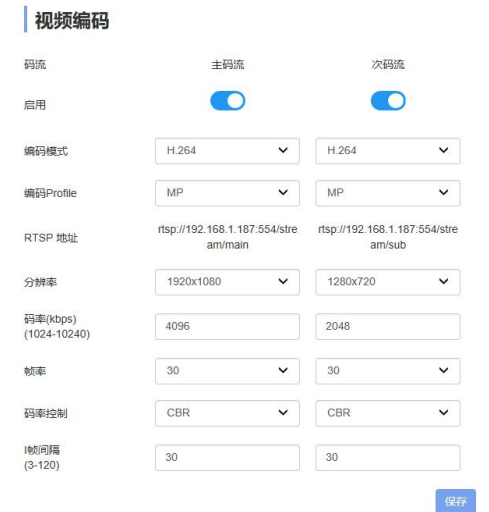 视频编码
码流 主码流 次码流
启用
编码模式 H.264 H.264
编码Profile MP MP
RTSP 地址 rtsp://192.168.1.187:554/stre rtsp://192.168.1.187:554/stre
am/main am/sub
分辨率 1920x1080 1280x720
码率(kbps)
(1024-10240) 4096 2048
帧率 30 30
码率控制 CBR CBR
I帧间隔
(3-120) 30 30
保存